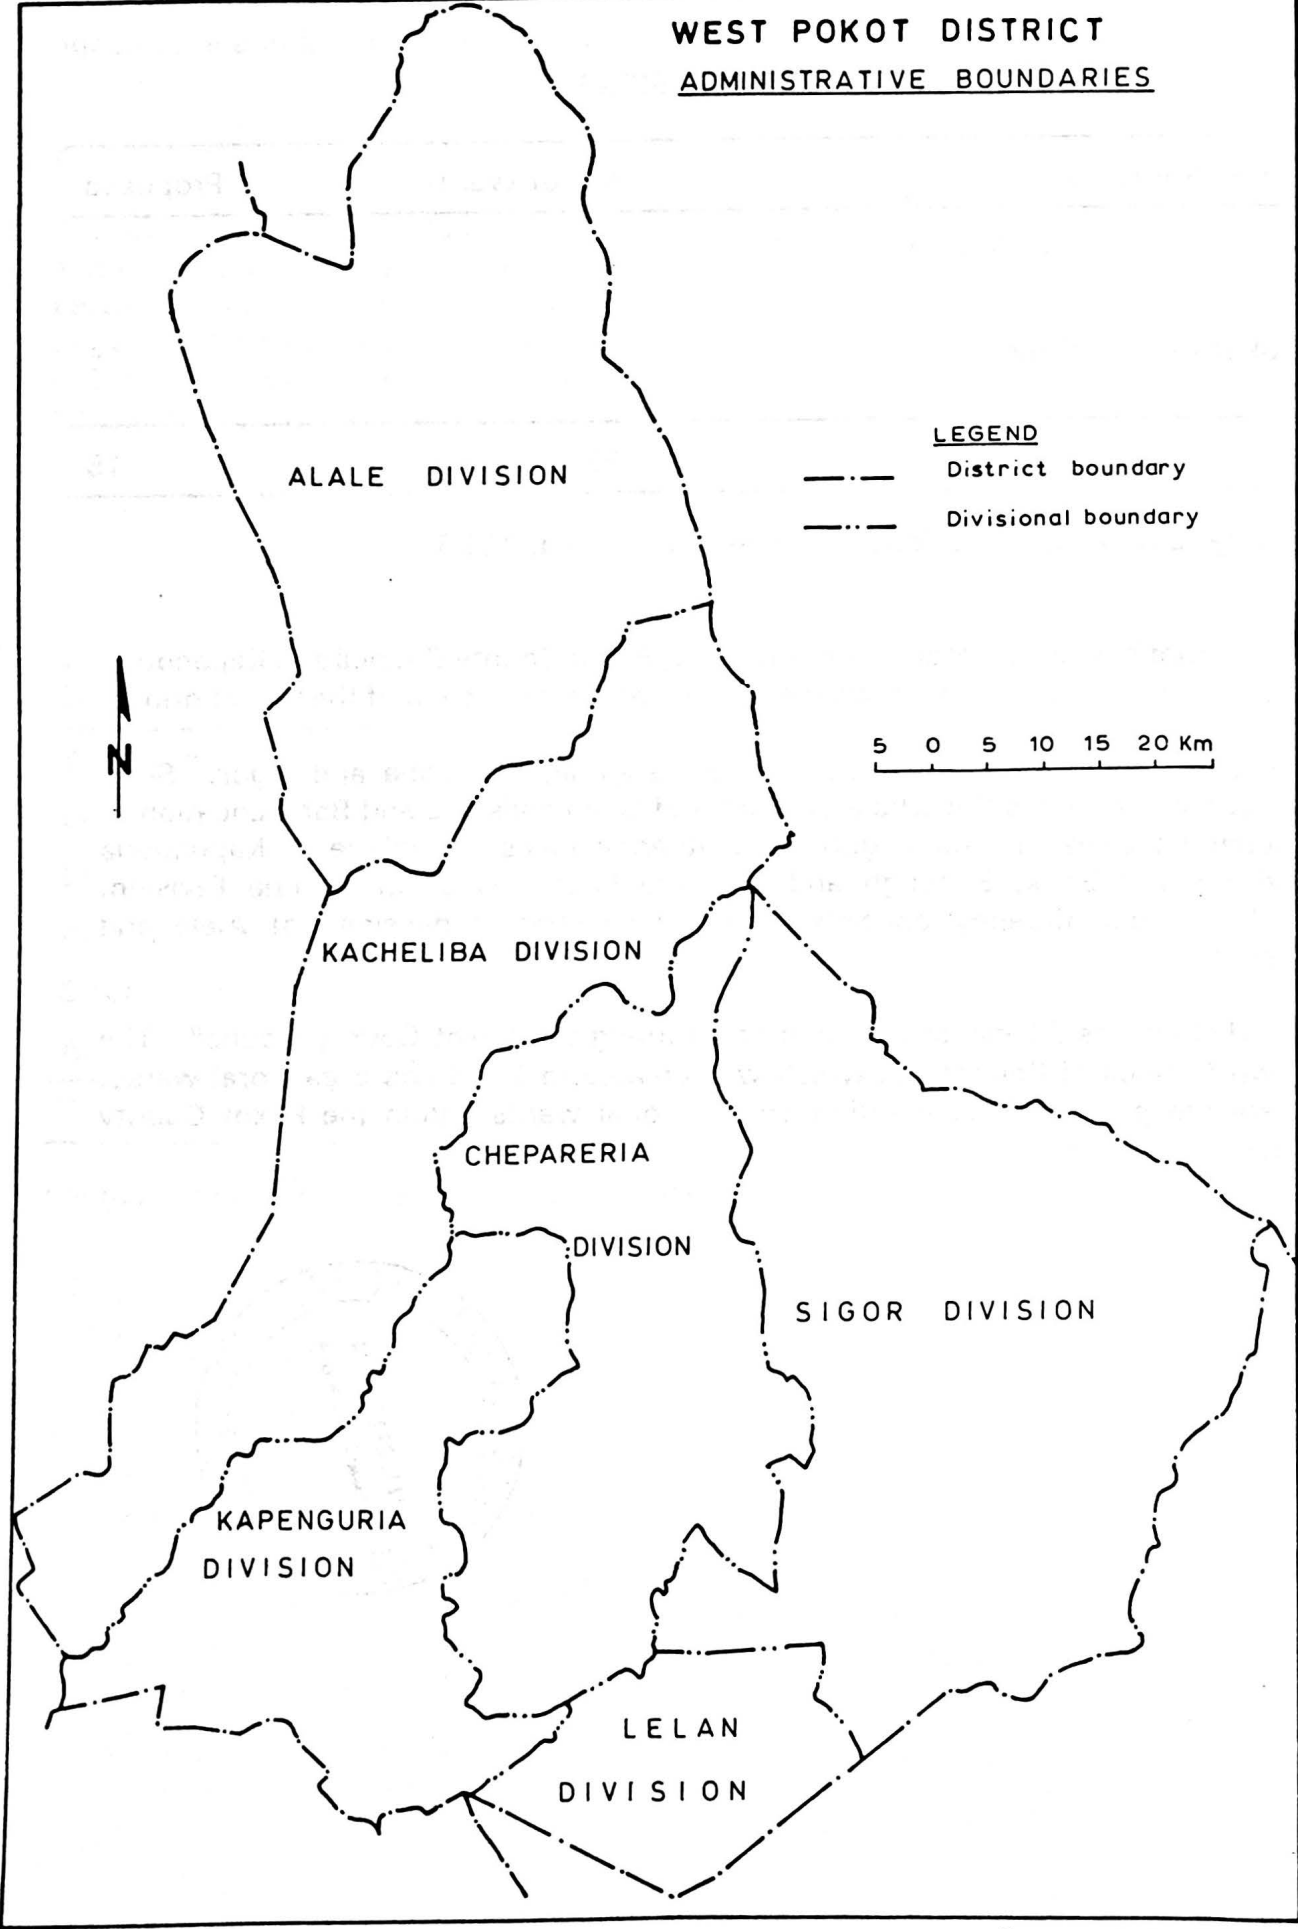 WEST POKOT DISTRICT
ADMINISTRATIVE BOUNDARIES
LEGEND
District boundary
Divisional boundary
ALALE DIVISION
N
5 0 5 10 15 20 Km
KACHELIBA DIVISION
CHEPARERIA
DIVISION
SIGOR DIVISION
KAPENGURIA
DIVISION
LELAN
DIVISION